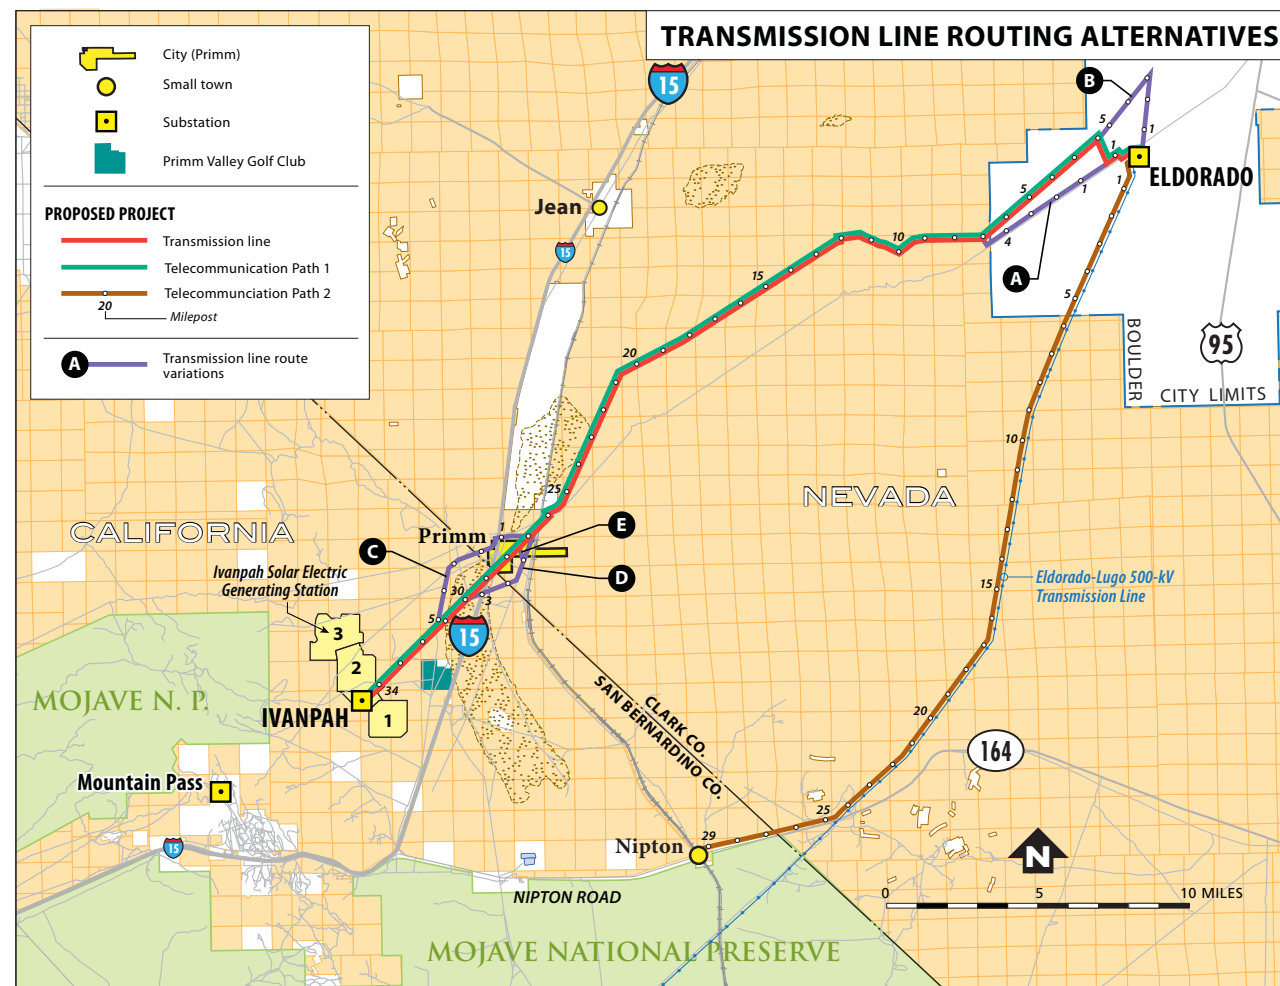 TRANSMISSION LINE ROUTING ALTERNATIVES
City (Primm)
Small town
Substation
Primm Valley Golf Club
PROPOSED PROJECT
Transmission line
Telecommunication Path 1
Telecommunciation Path 2
20
Milepost
A
Transmission line route
variations
15
B
5
1
1
ELDORADO
1
5
1
4
A
Jean
15
10
15
5
BOULDER
95
CITY LIMITS
20
10
25
NEVADA
CALIFORNIA
1
Primm
E
C
D
Ivanpah Solar Electric
Generating Station
30
3
5
15
15
Eldorado-Lugo 500-kV
Transmission Line
3
2
34
1
IVANPAH
MOJAVE N. P.
CLARK CO.
SAN BERNARDINO CO.
20
164
Mountain Pass
25
29
Nipton
15
N
0
5
10 MILES
NIPTON ROAD
MOJAVE NATIONAL PRESERVE